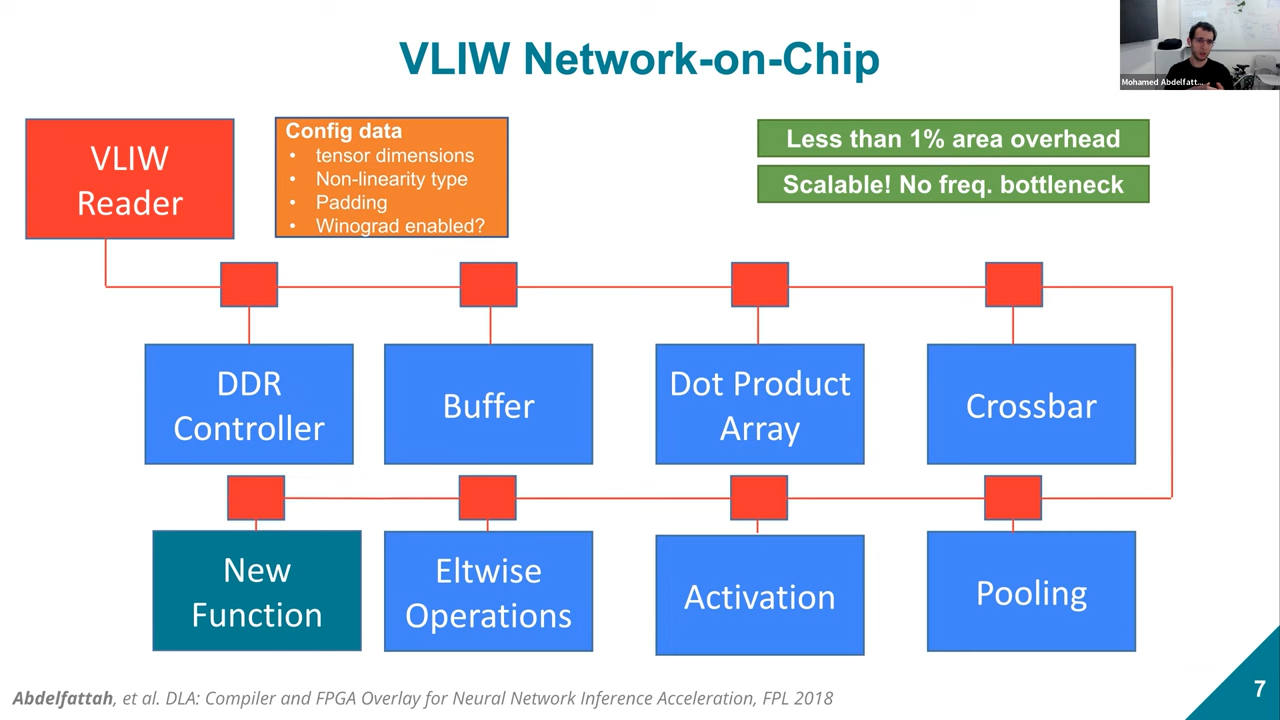 VLIW Network-on-Chip
Mohamed Abdelfatt...
VLIW
Reader
Config data
• tensor dimensions
• Non-linearity type
• Padding
• Winograd enabled?
Less than 1% area overhead
Scalable! No freq. bottleneck
DDR
Controller
Buffer
Dot Product
Array
Crossbar
New
Function
Eltwise
Operations
Activation
Pooling
Abdelfattah, et al. DLA: Compiler and FPGA Overlay for Neural Network Inference Acceleration, FPL 2018
7